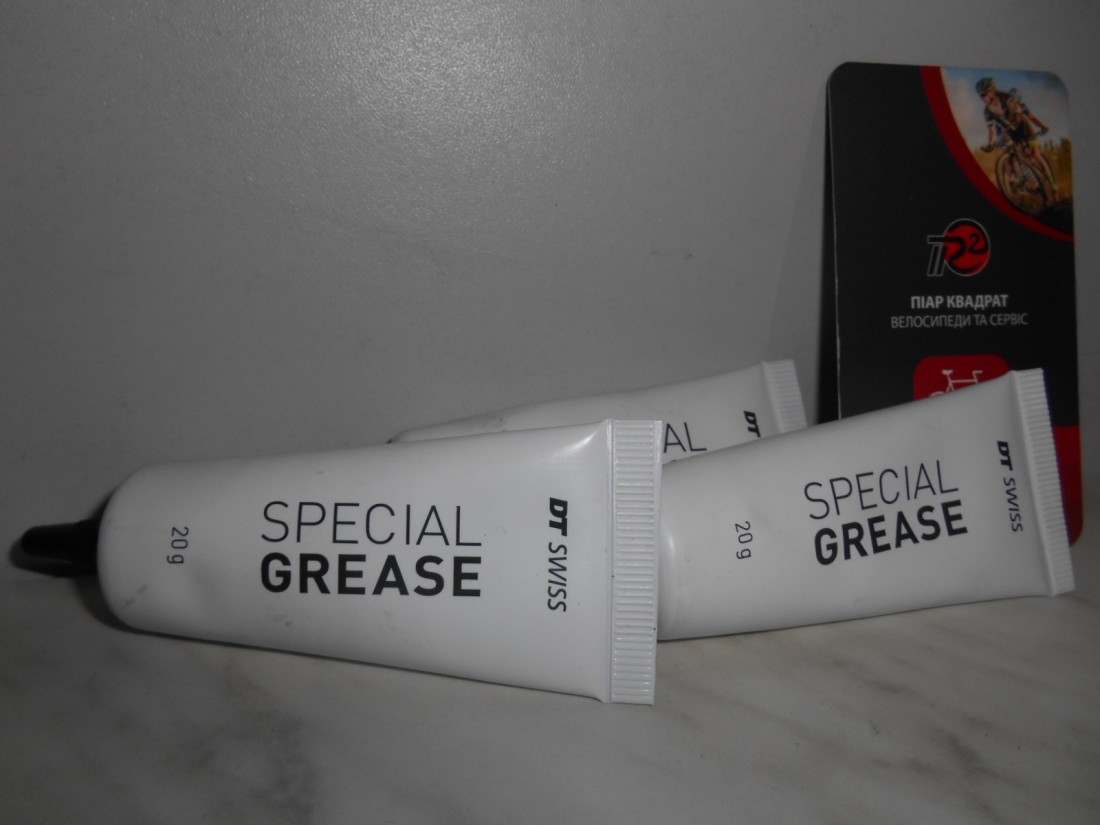 SPECIAL
GREASE
20 g
DT SWISS
AL
DT
SPECIAL
GREASE
20 g
DT SWISS
ПІАР КВАДРАТ
ВЕЛОСИПЕДИ ТА СЕРВІС